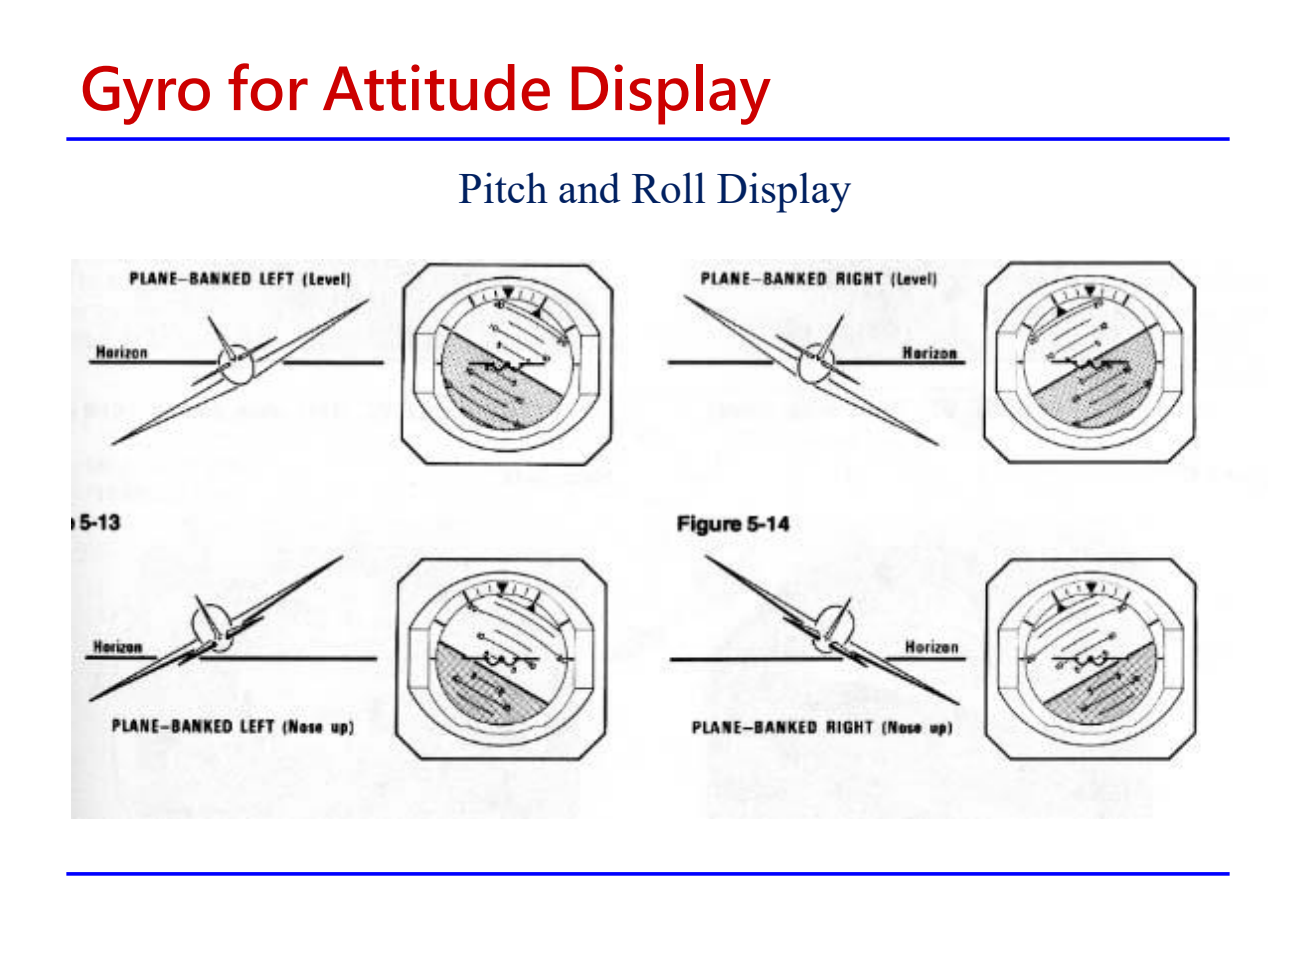 Gyro for Attitude Display
Pitch and Roll Display
PLANE–BANKED LEFT (Level)
Horizon
PLANE–BANKED RIGHT (Level)
Horizon
5-13
Figure 5-14
Horizon
PLANE–BANKED LEFT (Nose up)
Horizon
PLANE–BANKED RIGHT (Nose up)